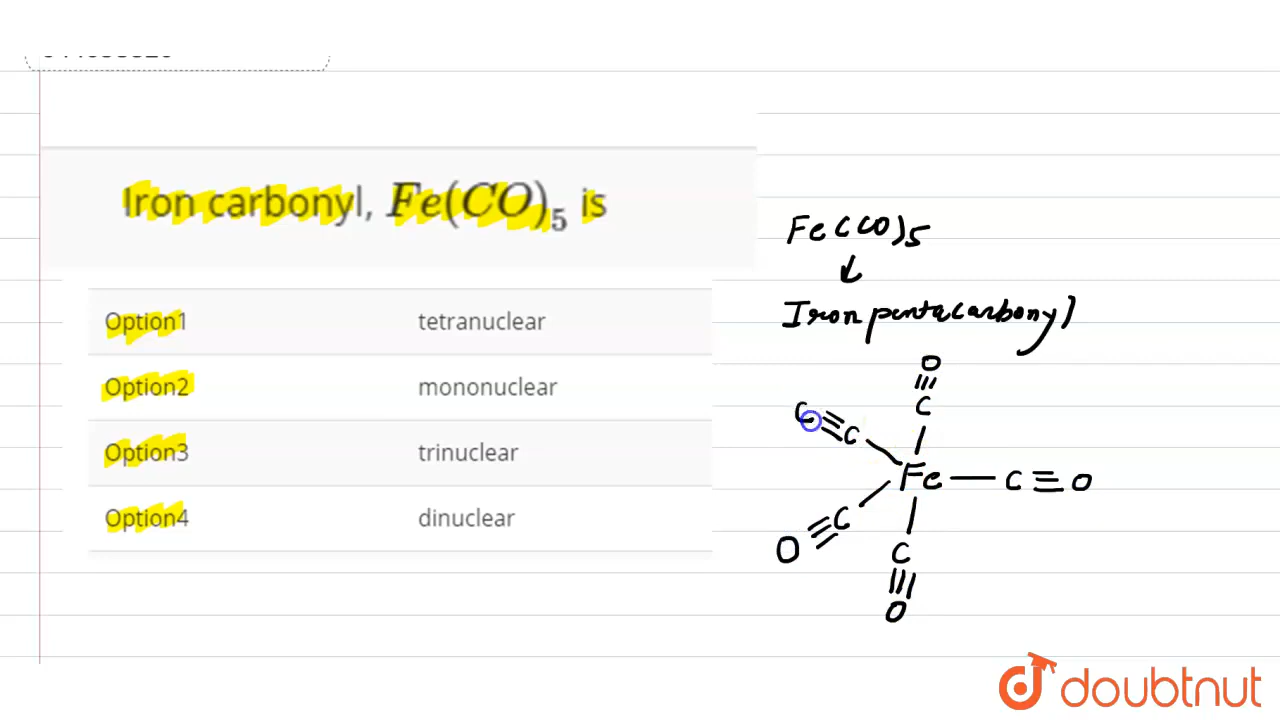 Iron carbonyl, Fe(CO)₅ is
Option1 tetranuclear
Option2 mononuclear
Option3 trinuclear
Option4 dinuclear
Fe(CO)5
↓
Iron pentacarbonyl
O
≡
C
C≡C
Fe — C≡O
O≡C
C
≡
O
doubtnut